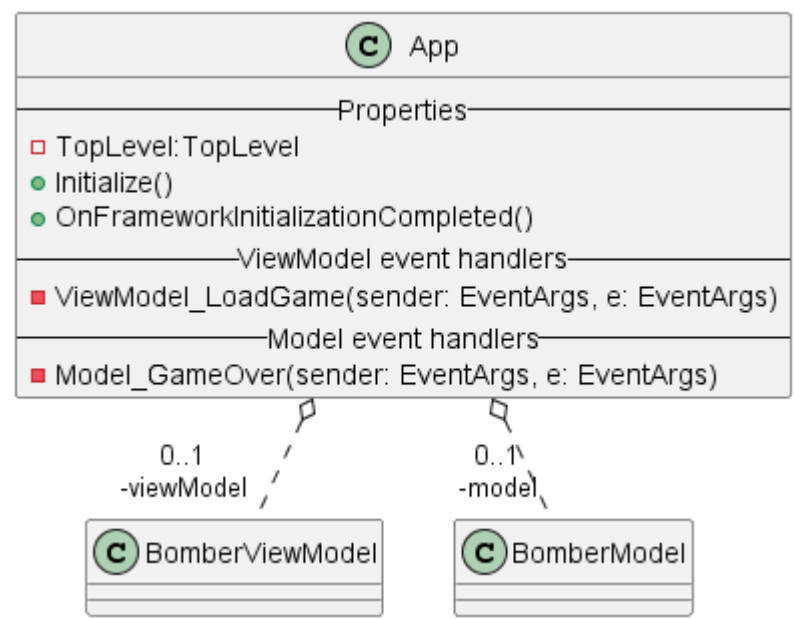 C App
Properties
TopLevel:TopLevel
Initialize()
OnFrameworkInitializationCompleted()
ViewModel event handlers
ViewModel_LoadGame(sender: EventArgs, e: EventArgs)
Model event handlers
Model_GameOver(sender: EventArgs, e: EventArgs)
0..1
-viewModel
0..1
-model
C BomberViewModel
C BomberModel